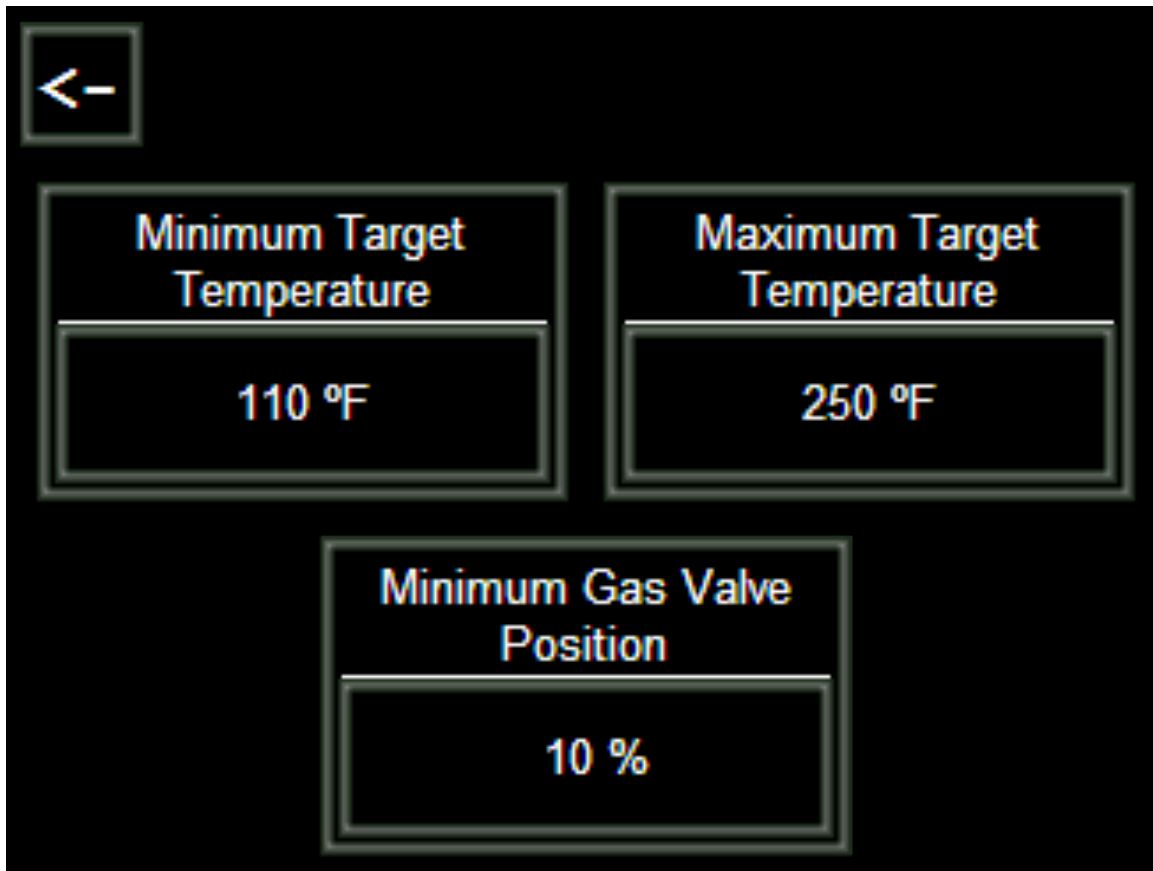 <-
Minimum Target
Temperature
110 ºF
Maximum Target
Temperature
250 ºF
Minimum Gas Valve
Position
10 %